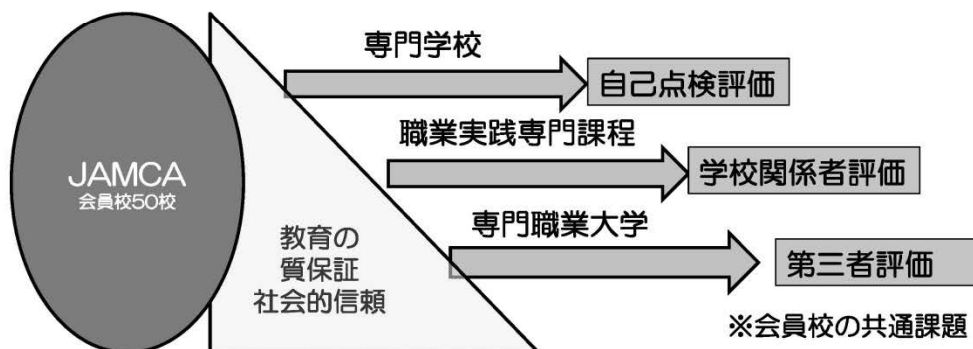 JAMCA
会員校50校
教育の
質保証
社会的信頼
専門学校
自己点検評価
職業実践専門課程
学校関係者評価
専門職業大学
第三者評価
※会員校の共通課題